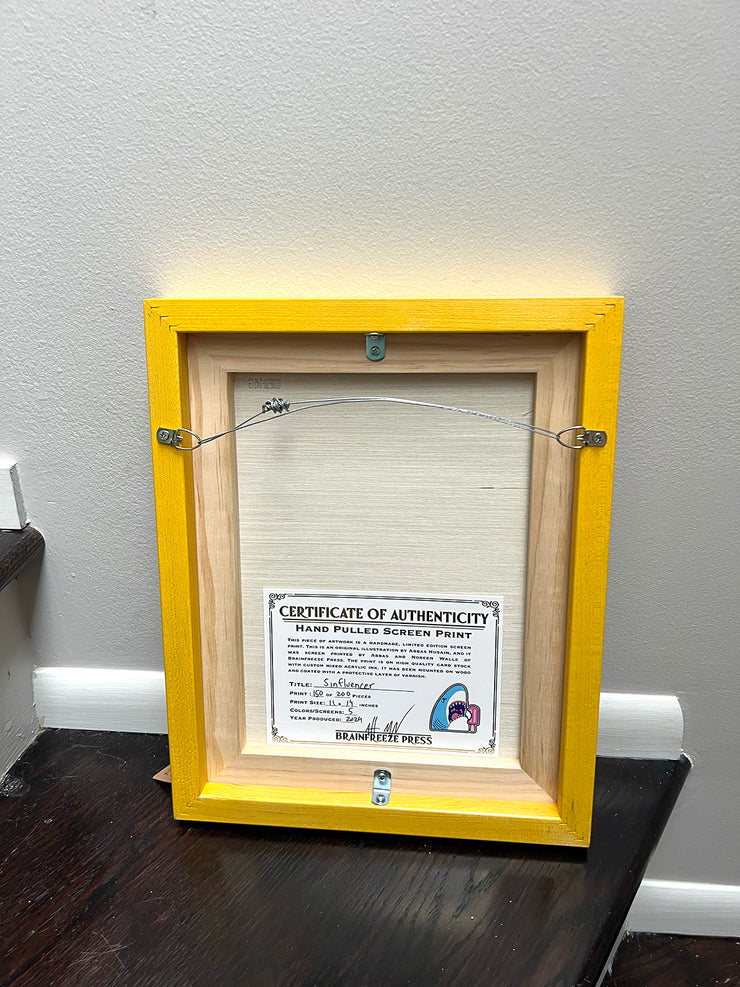 CERTIFICATE OF AUTHENTICITY
HAND PULLED SCREEN PRINT
THIS PIECE OF ARTWORK IS A HANDMADE, LIMITED EDITION SCREEN
PRINT. THIS IS AN ORIGINAL ILLUSTRATION BY ABBAS HUSAIN, AND IT
WAS SCREEN PRINTED BY ABBAS AND NOREEN WALLS OF
BRAINFREEZE PRESS. THE PRINT IS ON HIGH QUALITY CARD STOCK
WITH CUSTOM MIXED ACRYLIC INK. IT HAS BEEN MOUNTED ON WOOD
AND COATED WITH A PROTECTIVE LAYER OF VARNISH.
TITLE: Sinfluencer
PRINT: 150 OF 200 PIECES
PRINT SIZE: 11 x 14 INCHES
COLORS/SCREENS: 5
YEAR PRODUCED: 2024
BRAINFREEZE PRESS